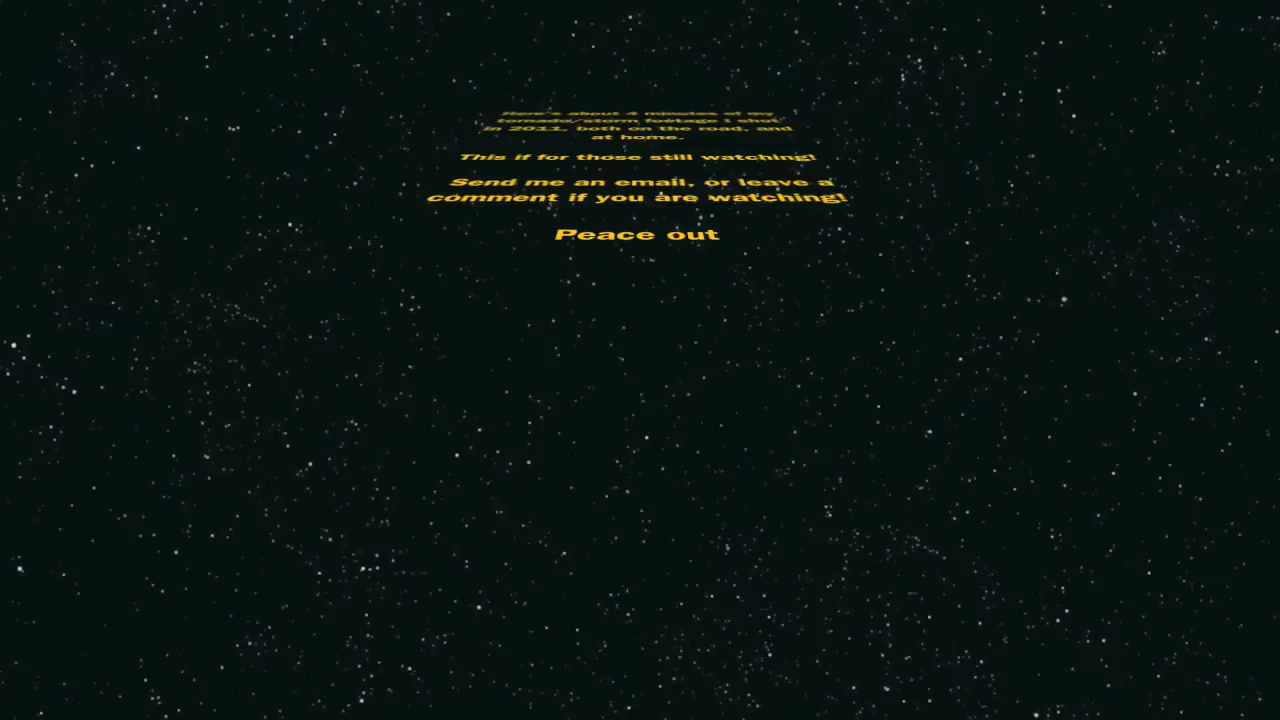 Here's about 4 minutes of my
tornado/storm footage I shot
in 2011, both on the road, and
at home.
This if for those still watching!
Send me an email, or leave a
comment if you are watching!
Peace out